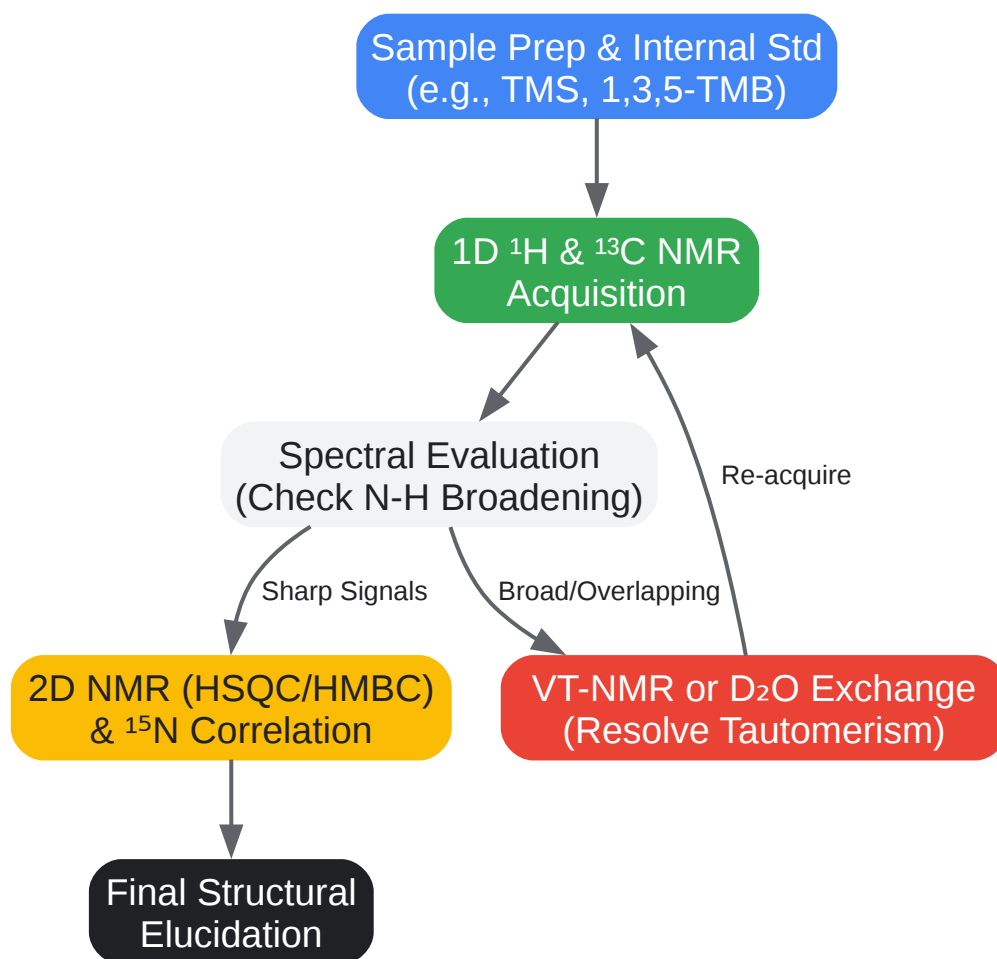 Sample Prep & Internal Std
(e.g., TMS, 1,3,5-TMB)
1D ¹H & ¹³C NMR
Acquisition
Spectral Evaluation
(Check N-H Broadening)
Re-acquire
Sharp Signals
Broad/Overlapping
2D NMR (HSQC/HMBC)
& ¹⁵N Correlation
VT-NMR or D₂O Exchange
(Resolve Tautomerism)
Final Structural
Elucidation